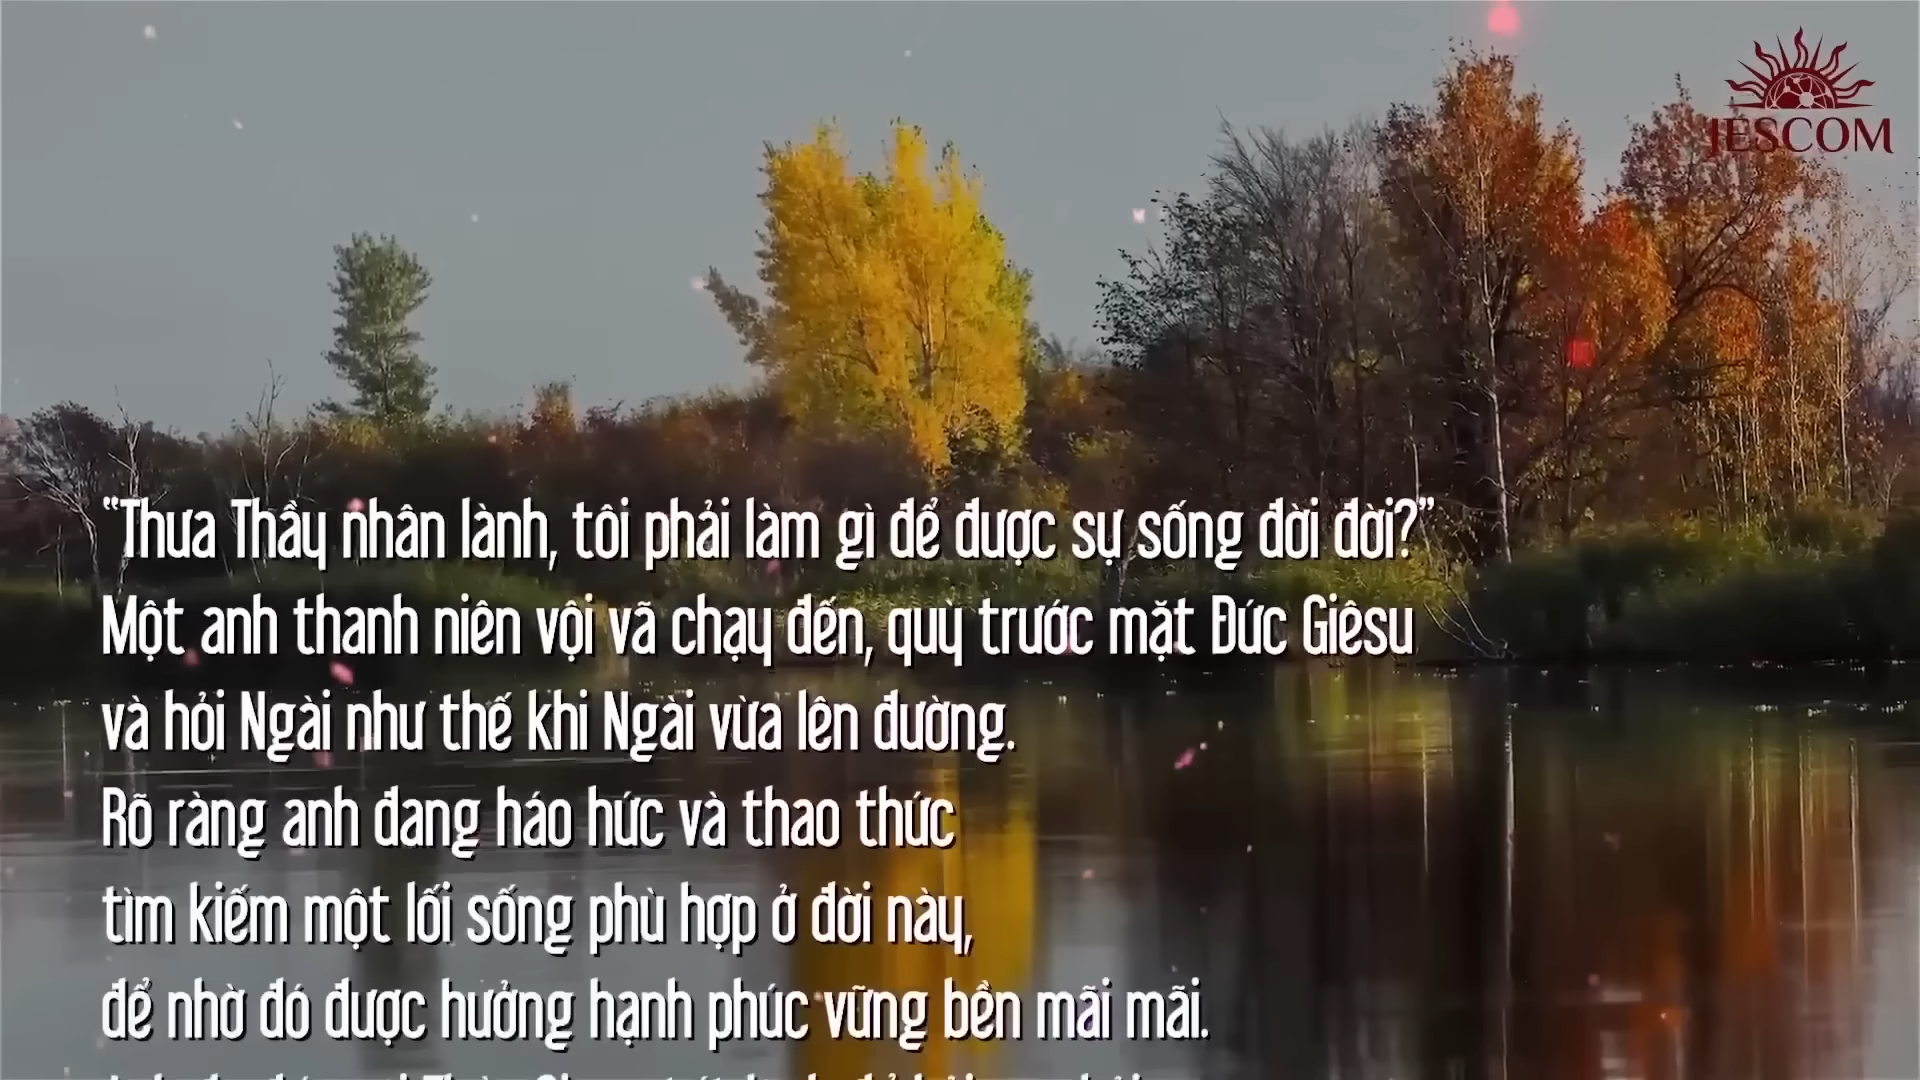 JESCOM
“Thưa Thầy nhân lành, tôi phải làm gì để được sự sống đời đời?”
Một anh thanh niên vội vã chạy đến, quỳ trước mặt Đức Giêsu
và hỏi Ngài như thế khi Ngài vừa lên đường.
Rõ ràng anh đang háo hức và thao thức
tìm kiếm một lối sống phù hợp ở đời này,
để nhờ đó được hưởng hạnh phúc vững bền mãi mãi.